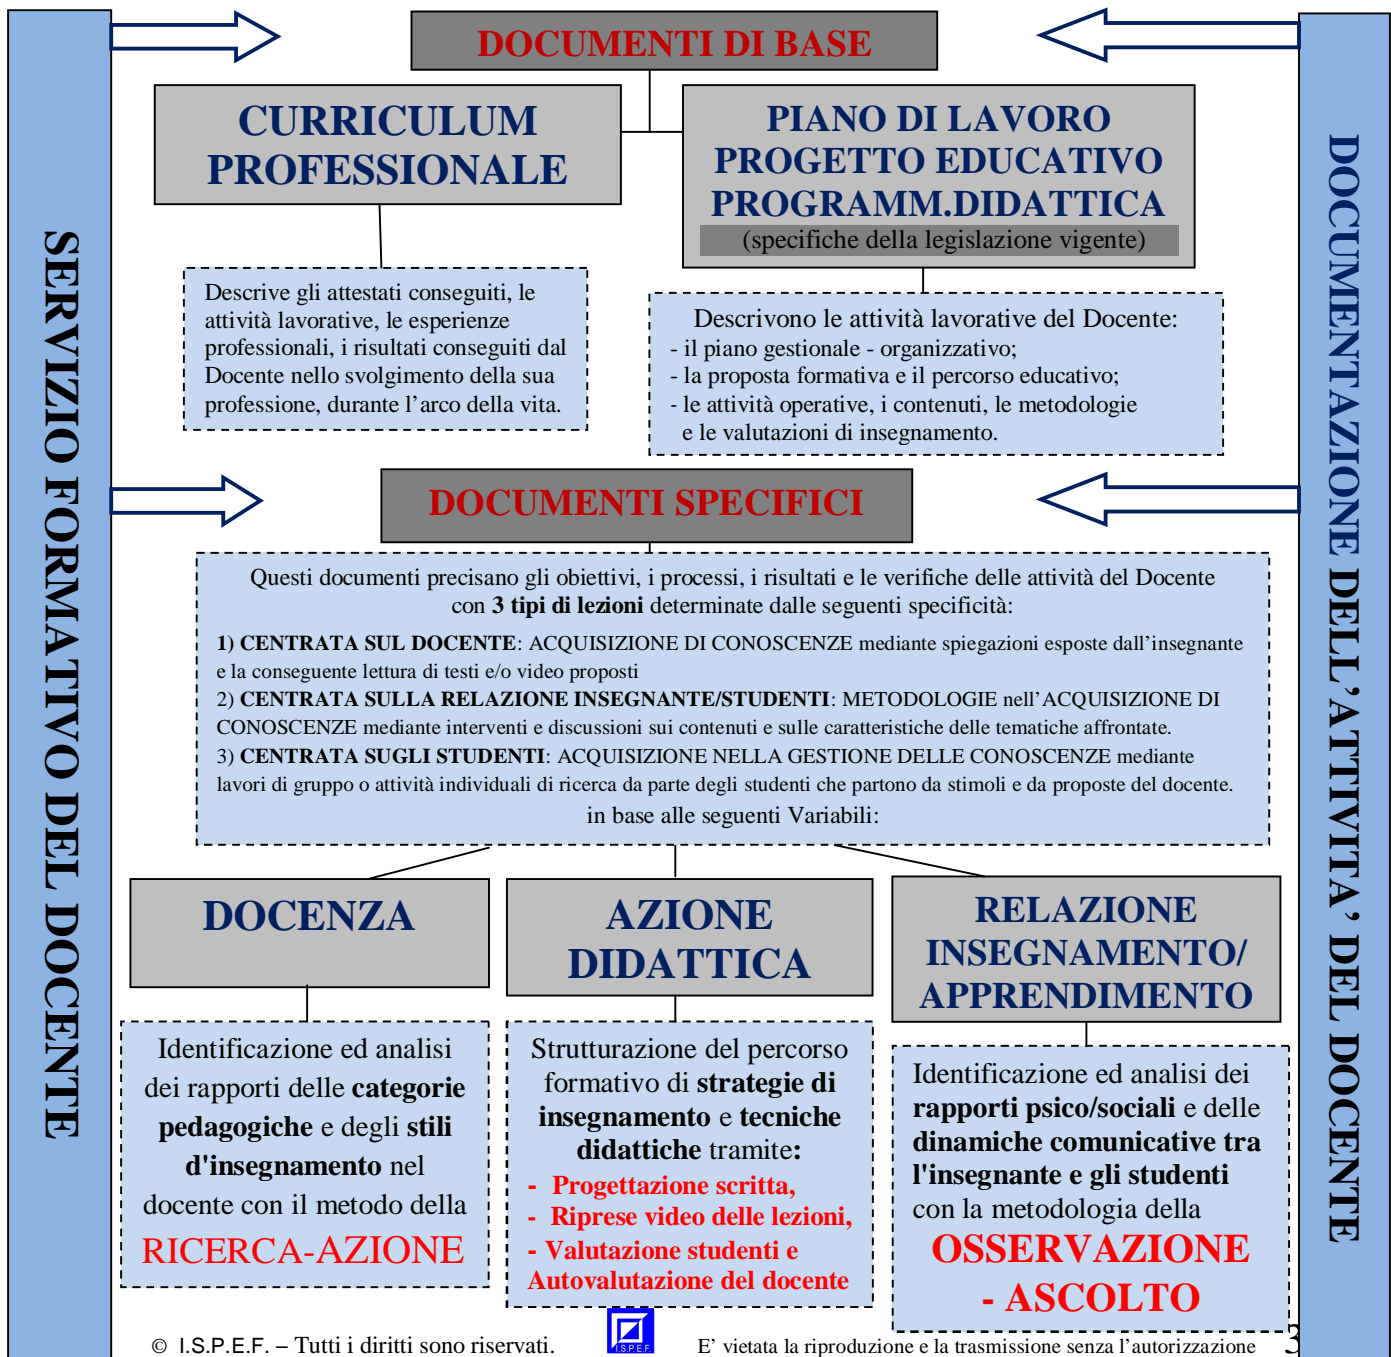 SERVIZIO FORMATIVO DEL DOCENTE
DOCUMENTI DI BASE
CURRICULUM
PROFESSIONALE
PIANO DI LAVORO
PROGETTO EDUCATIVO
PROGRAMM.DIDATTICA
(specifiche della legislazione vigente)
Descrive gli attestati conseguiti, le
attività lavorative, le esperienze
professionali, i risultati conseguiti dal
Docente nello svolgimento della sua
professione, durante l’arco della vita.
Descrivono le attività lavorative del Docente:
- il piano gestionale - organizzativo;
- la proposta formativa e il percorso educativo;
- le attività operative, i contenuti, le metodologie
e le valutazioni di insegnamento.
DOCUMENTI SPECIFICI
Questi documenti precisano gli obiettivi, i processi, i risultati e le verifiche delle attività del Docente
con 3 tipi di lezioni determinate dalle seguenti specificità:
1) CENTRATA SUL DOCENTE: ACQUISIZIONE DI CONOSCENZE mediante spiegazioni esposte dall’insegnante
e la conseguente lettura di testi e/o video proposti
2) CENTRATA SULLA RELAZIONE INSEGNANTE/STUDENTI: METODOLOGIE nell’ACQUISIZIONE DI
CONOSCENZE mediante interventi e discussioni sui contenuti e sulle caratteristiche delle tematiche affrontate.
3) CENTRATA SUGLI STUDENTI: ACQUISIZIONE NELLA GESTIONE DELLE CONOSCENZE mediante
lavori di gruppo o attività individuali di ricerca da parte degli studenti che partono da stimoli e da proposte del docente.
in base alle seguenti Variabili:
DOCENZA
Identificazione ed analisi
dei rapporti delle categorie
pedagogiche e degli stili
d'insegnamento nel
docente con il metodo della
RICERCA-AZIONE
AZIONE
DIDATTICA
Strutturazione del percorso
formativo di strategie di
insegnamento e tecniche
didattiche tramite:
- Progettazione scritta,
- Riprese video delle lezioni,
- Valutazione studenti e
Autovalutazione del docente
RELAZIONE
INSEGNAMENTO/
APPRENDIMENTO
Identificazione ed analisi dei
rapporti psico/sociali e delle
dinamiche comunicative tra
l'insegnante e gli studenti
con la metodologia della
OSSERVAZIONE
- ASCOLTO
DOCUMENTAZIONE DELL’ATTIVITA’ DEL DOCENTE
© I.S.P.E.F. – Tutti i diritti sono riservati.
I.S.P.E.F.
E’ vietata la riproduzione e la trasmissione senza l’autorizzazione
3